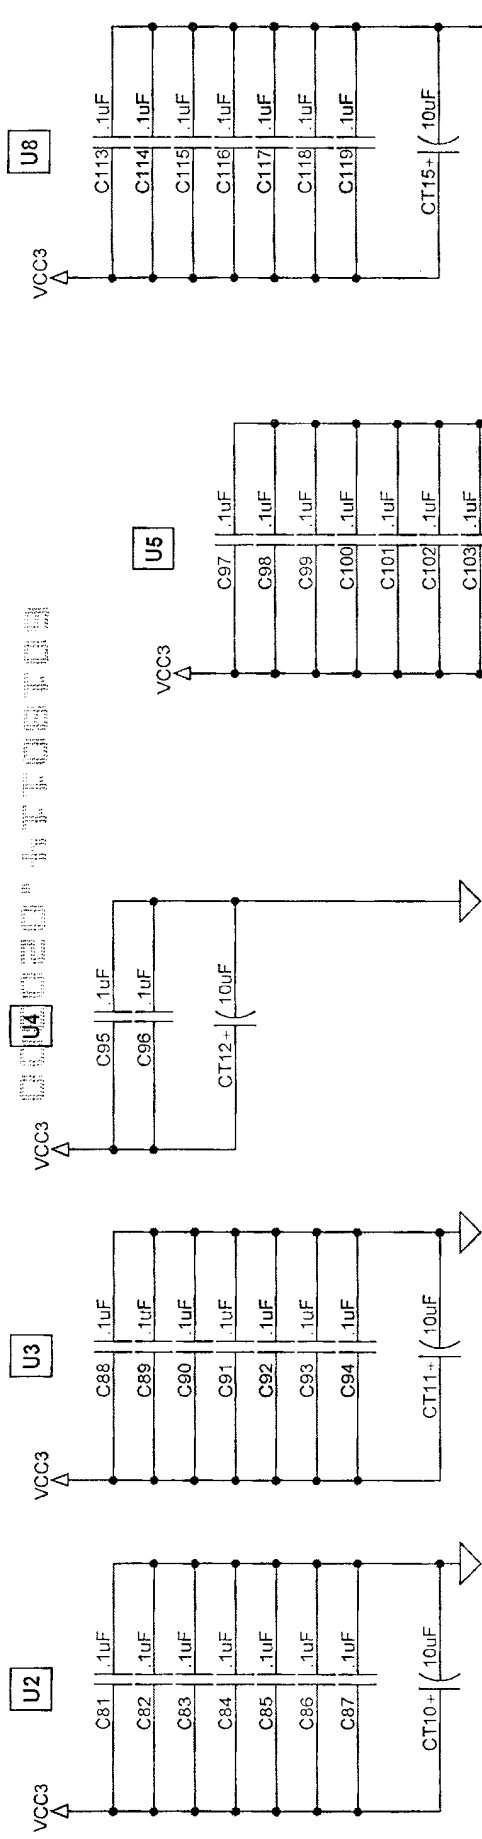 U2
VCC3
C81 .1uF
C82 .1uF
C83 .1uF
C84 .1uF
C85 .1uF
C86 .1uF
C87 .1uF
CT10+ 10uF
U3
VCC3
C88 .1uF
C89 .1uF
C90 .1uF
C91 .1uF
C92 .1uF
C93 .1uF
C94 .1uF
CT11+ 10uF
U4
VCC3
C95 .1uF
C96 .1uF
CT12+ 10uF
U5
VCC3
C97 .1uF
C98 .1uF
C99 .1uF
C100 .1uF
C101 .1uF
C102 .1uF
C103 .1uF
U8
VCC3
C113 .1uF
C114 .1uF
C115 .1uF
C116 .1uF
C117 .1uF
C118 .1uF
C119 .1uF
CT15+ 10uF